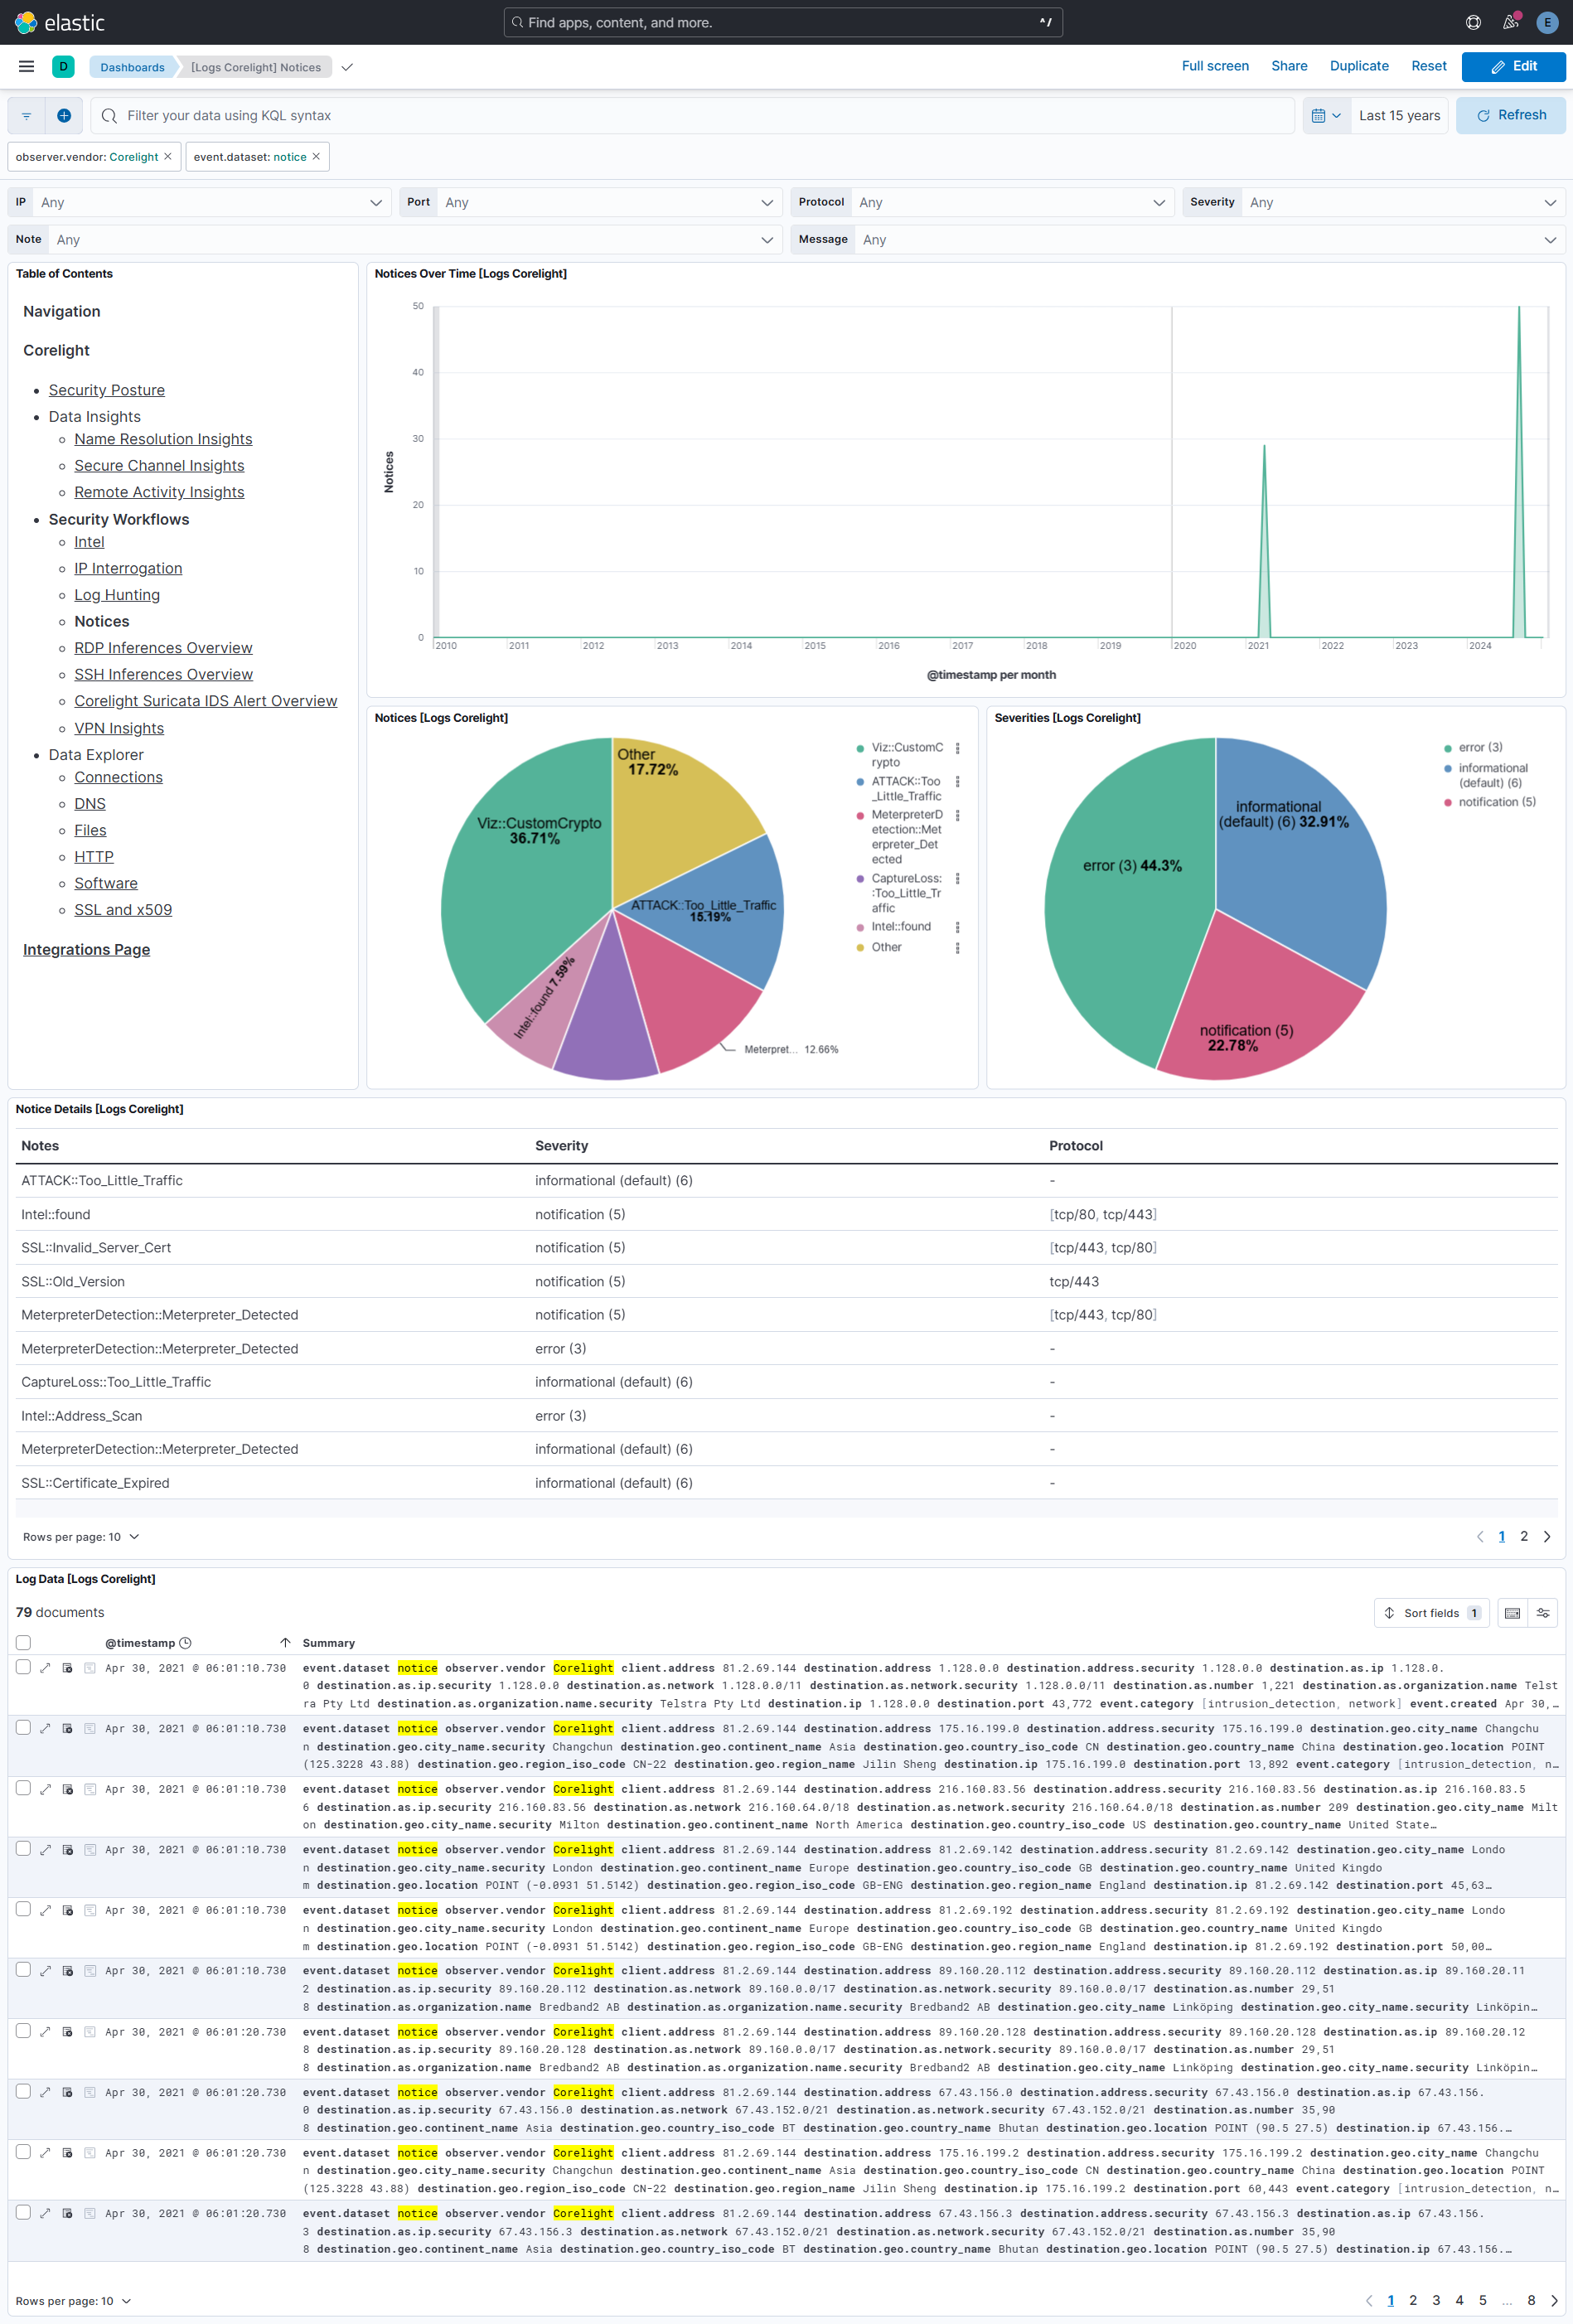 elastic
Find apps, content, and more.
^/
E
D
Dashboards
[Logs Corelight] Notices
Full screen
Share
Duplicate
Reset
Edit
Filter your data using KQL syntax
Last 15 years
Refresh
observer.vendor: Corelight ×
event.dataset: notice ×
IP Any
Port Any
Protocol Any
Severity Any
Note Any
Message Any
Table of Contents
Navigation
Corelight
Security Posture
Data Insights
Name Resolution Insights
Secure Channel Insights
Remote Activity Insights
Security Workflows
Intel
IP Interrogation
Log Hunting
Notices
RDP Inferences Overview
SSH Inferences Overview
Corelight Suricata IDS Alert Overview
VPN Insights
Data Explorer
Connections
DNS
Files
HTTP
Software
SSL and x509
Integrations Page
Notices Over Time [Logs Corelight]
50
40
30
20
10
0
Notices
2010 2011 2012 2013 2014 2015 2016 2017 2018 2019 2020 2021 2022 2023 2024
@timestamp per month
Notices [Logs Corelight]
Other
17.72%
Viz::CustomCrypto
36.71%
ATTACK::Too_Little_Traffic
15.19%
Intel::found 7.59%
Meterpret... 12.66%
Viz::CustomC
rypto
ATTACK::Too
_Little_Traffic
MeterpreterD
etection::Met
erpreter_Det
ected
CaptureLoss:
:Too_Little_Tr
affic
Intel::found
Other
Severities [Logs Corelight]
informational
(default) (6) 32.91%
error (3) 44.3%
notification (5)
22.78%
error (3)
informational
(default) (6)
notification (5)
Notice Details [Logs Corelight]
Notes Severity Protocol
ATTACK::Too_Little_Traffic informational (default) (6) -
Intel::found notification (5) [tcp/80, tcp/443]
SSL::Invalid_Server_Cert notification (5) [tcp/443, tcp/80]
SSL::Old_Version notification (5) tcp/443
MeterpreterDetection::Meterpreter_Detected notification (5) [tcp/443, tcp/80]
MeterpreterDetection::Meterpreter_Detected error (3) -
CaptureLoss::Too_Little_Traffic informational (default) (6) -
Intel::Address_Scan error (3) -
MeterpreterDetection::Meterpreter_Detected informational (default) (6) -
SSL::Certificate_Expired informational (default) (6) -
Rows per page: 10
1 2
Log Data [Logs Corelight]
79 documents
Sort fields 1
@timestamp
Summary
Apr 30, 2021 @ 06:01:10.730 event.dataset notice observer.vendor Corelight client.address 81.2.69.144 destination.address 1.128.0.0 destination.address.security 1.128.0.0 destination.as.ip 1.128.0.
0 destination.as.ip.security 1.128.0.0 destination.as.network 1.128.0.0/11 destination.as.network.security 1.128.0.0/11 destination.as.number 1,221 destination.as.organization.name Telst
ra Pty Ltd destination.as.organization.name.security Telstra Pty Ltd destination.ip 1.128.0.0 destination.port 43,772 event.category [intrusion_detection, network] event.created Apr 30,…
Apr 30, 2021 @ 06:01:10.730 event.dataset notice observer.vendor Corelight client.address 81.2.69.144 destination.address 175.16.199.0 destination.address.security 175.16.199.0 destination.geo.city_name Changchu
n destination.geo.city_name.security Changchun destination.geo.continent_name Asia destination.geo.country_iso_code CN destination.geo.country_name China destination.geo.location POINT
(125.3228 43.88) destination.geo.region_iso_code CN-22 destination.geo.region_name Jilin Sheng destination.ip 175.16.199.0 destination.port 13,892 event.category [intrusion_detection, n…
Apr 30, 2021 @ 06:01:10.730 event.dataset notice observer.vendor Corelight client.address 81.2.69.144 destination.address 216.160.83.56 destination.address.security 216.160.83.56 destination.as.ip 216.160.83.5
6 destination.as.ip.security 216.160.83.56 destination.as.network 216.160.64.0/18 destination.as.network.security 216.160.64.0/18 destination.as.number 209 destination.geo.city_name Milt
on destination.geo.city_name.security Milton destination.geo.continent_name North America destination.geo.country_iso_code US destination.geo.country_name United State…
Apr 30, 2021 @ 06:01:10.730 event.dataset notice observer.vendor Corelight client.address 81.2.69.144 destination.address 81.2.69.142 destination.address.security 81.2.69.142 destination.geo.city_name Londo
n destination.geo.city_name.security London destination.geo.continent_name Europe destination.geo.country_iso_code GB destination.geo.country_name United Kingdo
m destination.geo.location POINT (-0.0931 51.5142) destination.geo.region_iso_code GB-ENG destination.geo.region_name England destination.ip 81.2.69.142 destination.port 45,63…
Apr 30, 2021 @ 06:01:10.730 event.dataset notice observer.vendor Corelight client.address 81.2.69.144 destination.address 81.2.69.192 destination.address.security 81.2.69.192 destination.geo.city_name Londo
n destination.geo.city_name.security London destination.geo.continent_name Europe destination.geo.country_iso_code GB destination.geo.country_name United Kingdo
m destination.geo.location POINT (-0.0931 51.5142) destination.geo.region_iso_code GB-ENG destination.geo.region_name England destination.ip 81.2.69.192 destination.port 50,00…
Apr 30, 2021 @ 06:01:10.730 event.dataset notice observer.vendor Corelight client.address 81.2.69.144 destination.address 89.160.20.112 destination.address.security 89.160.20.112 destination.as.ip 89.160.20.11
2 destination.as.ip.security 89.160.20.112 destination.as.network 89.160.0.0/17 destination.as.network.security 89.160.0.0/17 destination.as.number 29,51
8 destination.as.organization.name Bredband2 AB destination.as.organization.name.security Bredband2 AB destination.geo.city_name Linköping destination.geo.city_name.security Linköpin…
Apr 30, 2021 @ 06:01:20.730 event.dataset notice observer.vendor Corelight client.address 81.2.69.144 destination.address 89.160.20.128 destination.address.security 89.160.20.128 destination.as.ip 89.160.20.12
8 destination.as.ip.security 89.160.20.128 destination.as.network 89.160.0.0/17 destination.as.network.security 89.160.0.0/17 destination.as.number 29,51
8 destination.as.organization.name Bredband2 AB destination.as.organization.name.security Bredband2 AB destination.geo.city_name Linköping destination.geo.city_name.security Linköpin…
Apr 30, 2021 @ 06:01:20.730 event.dataset notice observer.vendor Corelight client.address 81.2.69.144 destination.address 67.43.156.0 destination.address.security 67.43.156.0 destination.as.ip 67.43.156.
0 destination.as.ip.security 67.43.156.0 destination.as.network 67.43.152.0/21 destination.as.network.security 67.43.152.0/21 destination.as.number 35,90
8 destination.geo.continent_name Asia destination.geo.country_iso_code BT destination.geo.country_name Bhutan destination.geo.location POINT (90.5 27.5) destination.ip 67.43.156.…
Apr 30, 2021 @ 06:01:20.730 event.dataset notice observer.vendor Corelight client.address 81.2.69.144 destination.address 175.16.199.2 destination.address.security 175.16.199.2 destination.geo.city_name Changchu
n destination.geo.city_name.security Changchun destination.geo.continent_name Asia destination.geo.country_iso_code CN destination.geo.country_name China destination.geo.location POINT
(125.3228 43.88) destination.geo.region_iso_code CN-22 destination.geo.region_name Jilin Sheng destination.ip 175.16.199.2 destination.port 60,443 event.category [intrusion_detection, n…
Apr 30, 2021 @ 06:01:20.730 event.dataset notice observer.vendor Corelight client.address 81.2.69.144 destination.address 67.43.156.3 destination.address.security 67.43.156.3 destination.as.ip 67.43.156.
3 destination.as.ip.security 67.43.156.3 destination.as.network 67.43.152.0/21 destination.as.network.security 67.43.152.0/21 destination.as.number 35,90
8 destination.geo.continent_name Asia destination.geo.country_iso_code BT destination.geo.country_name Bhutan destination.geo.location POINT (90.5 27.5) destination.ip 67.43.156.…
Rows per page: 10
1 2 3 4 5 … 8